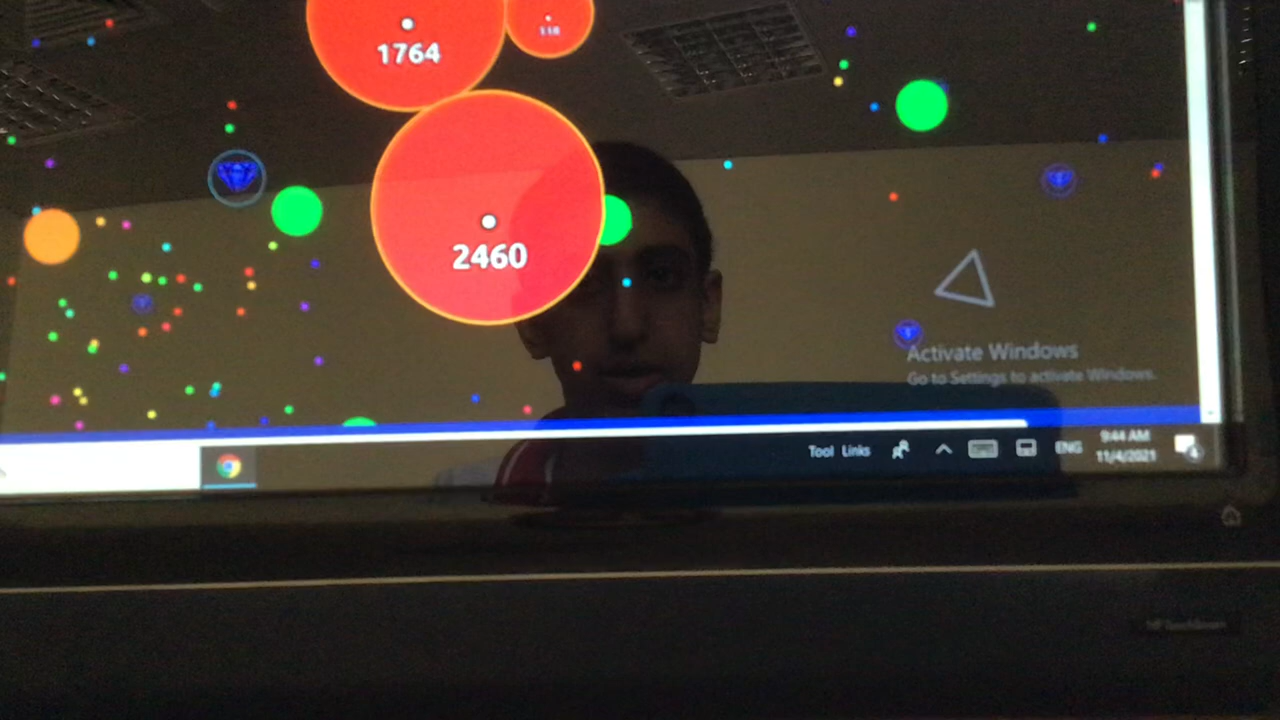 1764
2460
Activate Windows
Go to Settings to activate Windows.
Tool Links
ENG
9:44 AM
11/4/2021